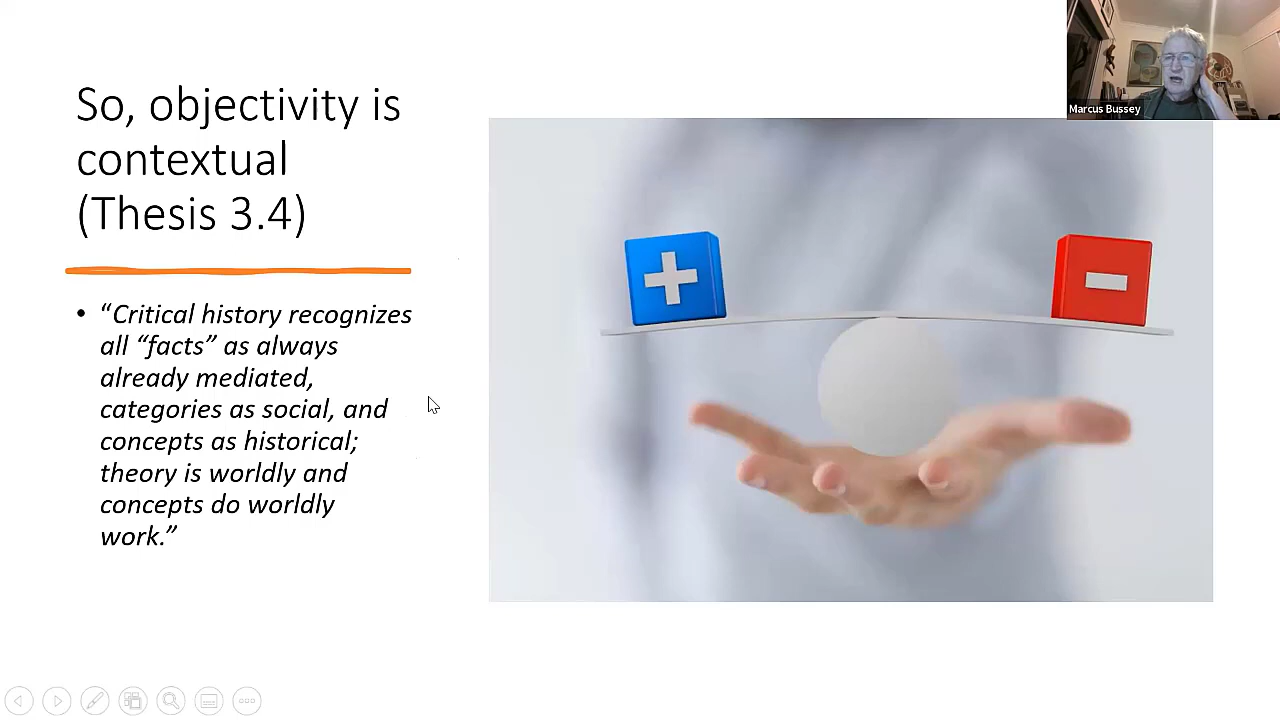 So, objectivity is
contextual
(Thesis 3.4)
• “Critical history recognizes
all “facts” as always
already mediated,
categories as social, and
concepts as historical;
theory is worldly and
concepts do worldly
work.”
Marcus Bussey